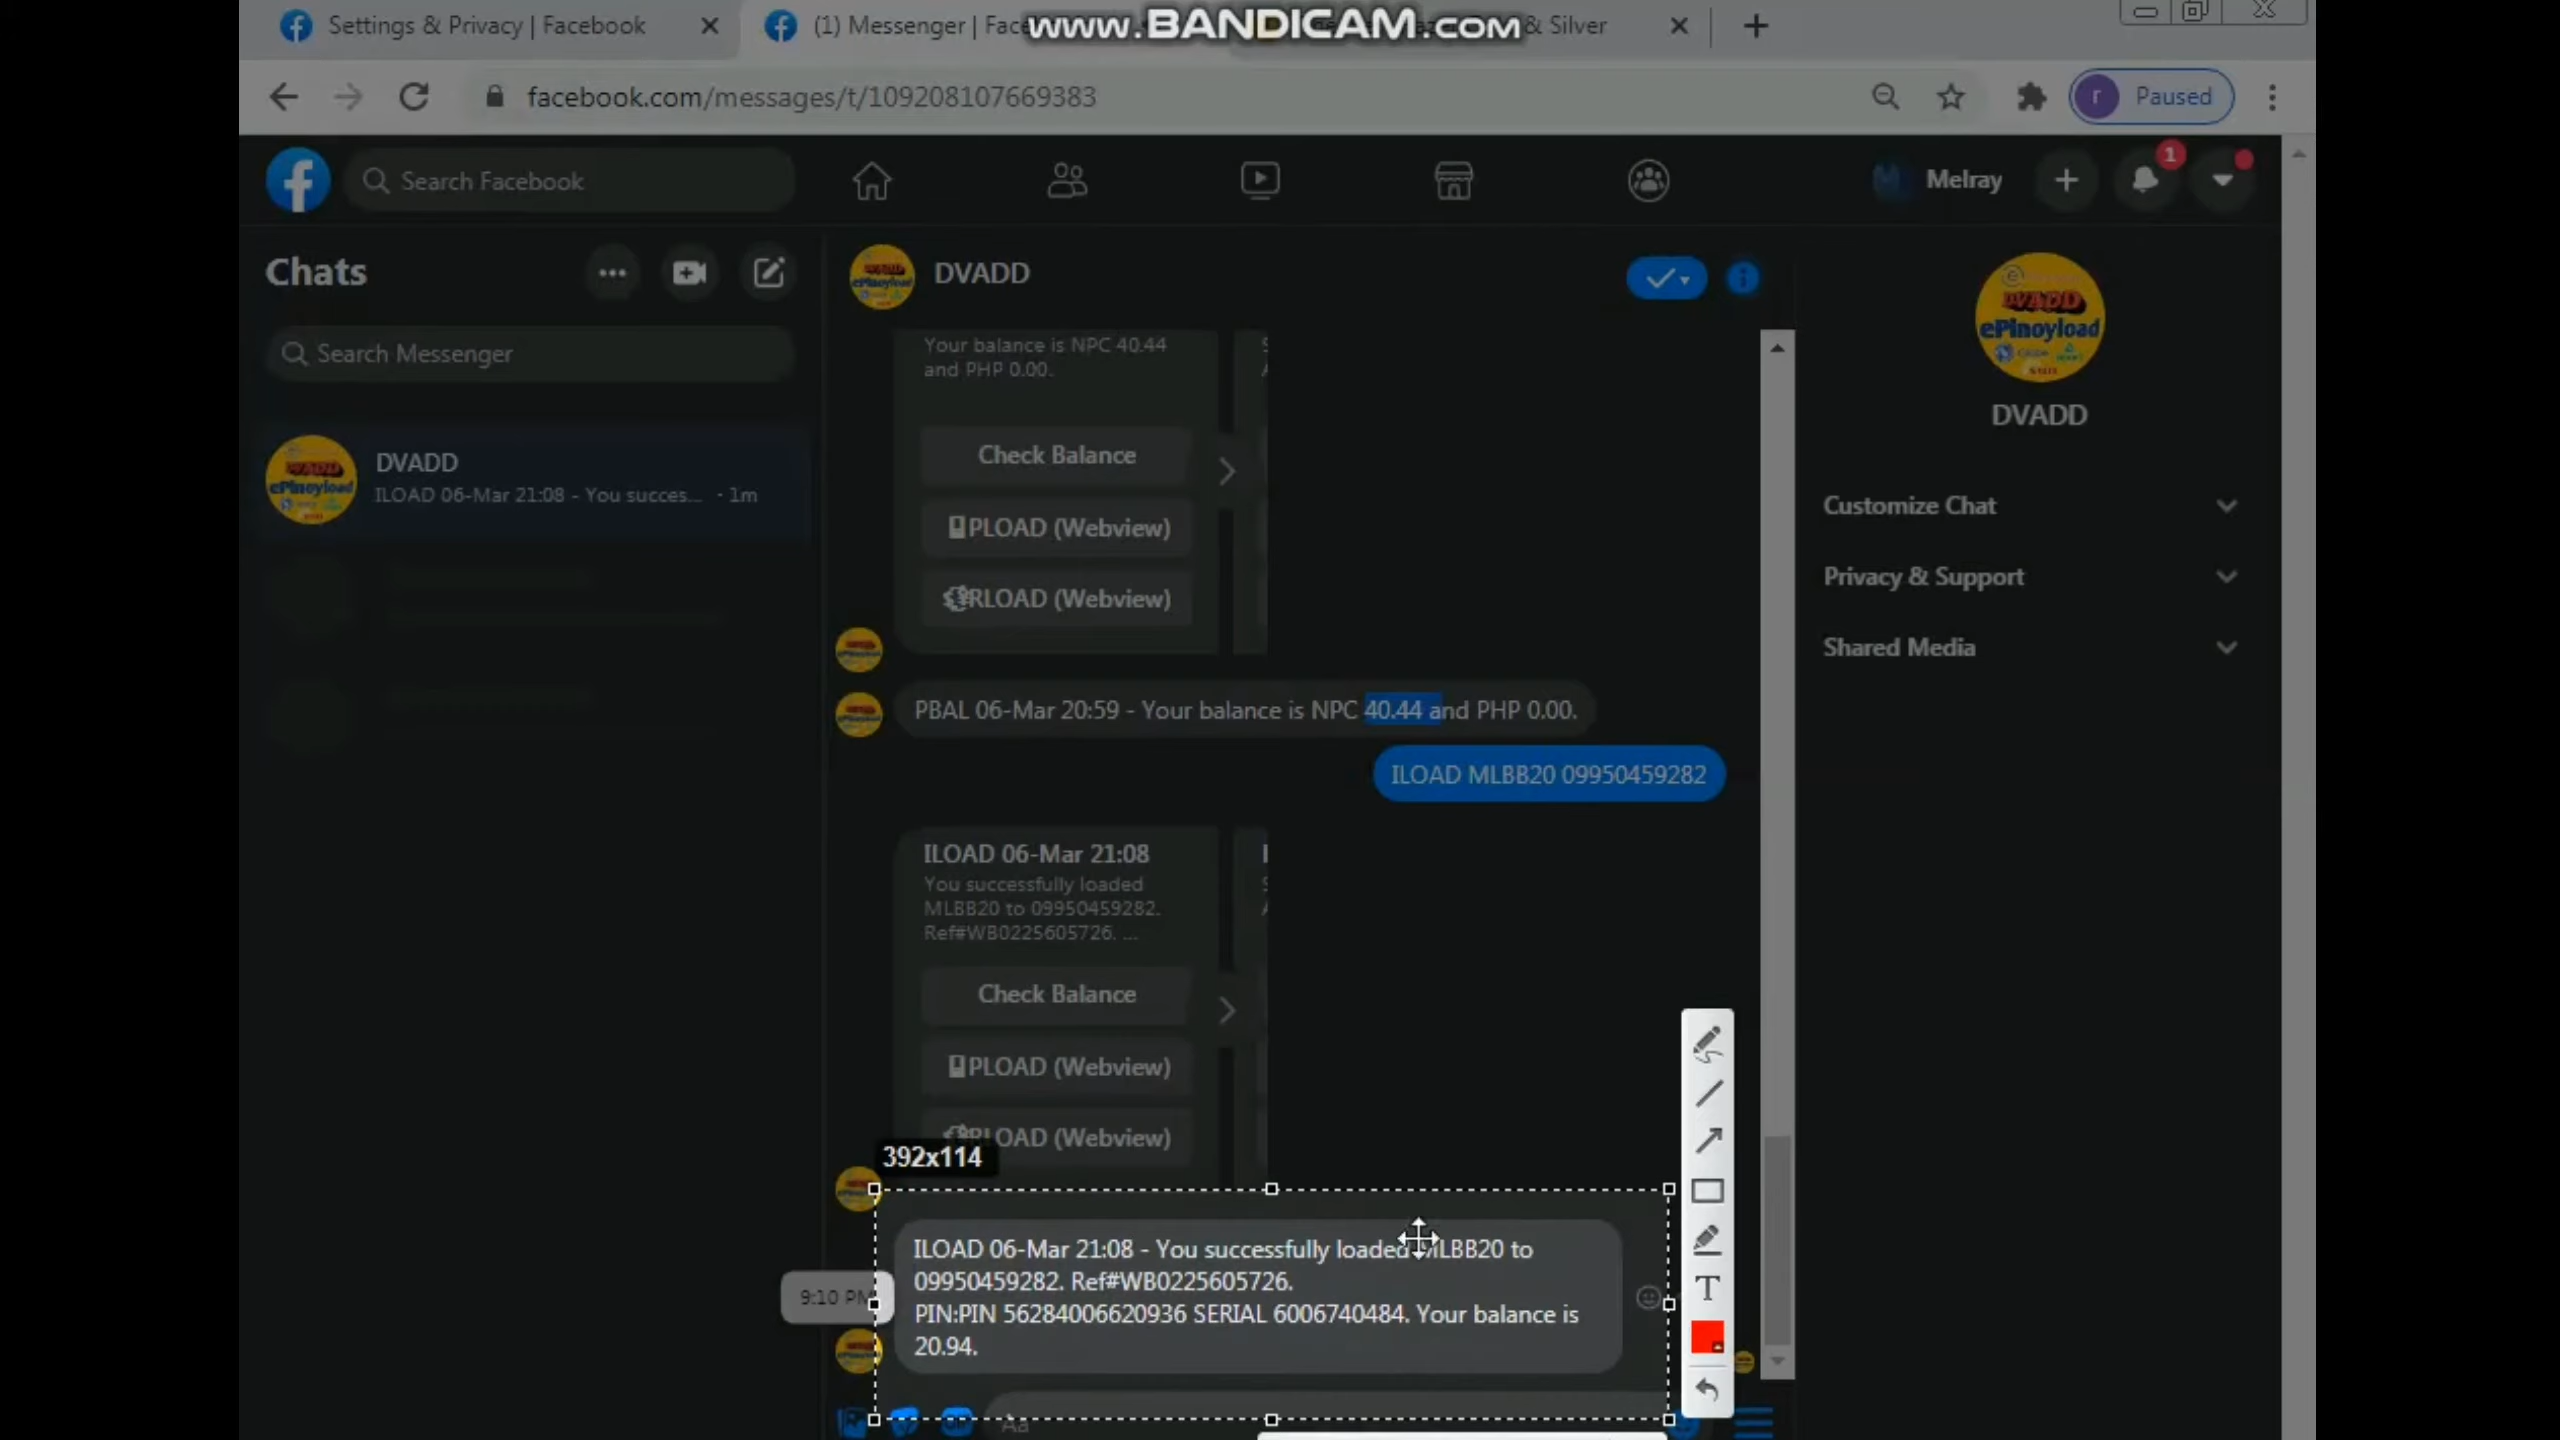 Settings & Privacy | Facebook
(1) Messenger | Fac
www.BANDICAM.com
& Silver
facebook.com/messages/t/109208107669383
r
Paused
Search Facebook
Melray
1
Chats
DVADD
Search Messenger
DVADD
ILOAD 06-Mar 21:08 - You succes... · 1m
Your balance is NPC 40.44
and PHP 0.00.
Check Balance
PLOAD (Webview)
RLOAD (Webview)
PBAL 06-Mar 20:59 - Your balance is NPC 40.44 and PHP 0.00.
ILOAD MLBB20 09950459282
ILOAD 06-Mar 21:08
You successfully loaded
MLBB20 to 09950459282.
Ref#WB0225605726. ...
Check Balance
PLOAD (Webview)
RLOAD (Webview)
392x114
ILOAD 06-Mar 21:08 - You successfully loaded MLBB20 to
09950459282. Ref#WB0225605726.
PIN:PIN 56284006620936 SERIAL 6006740484. Your balance is
20.94.
9:10 PM
Aa
T
DVADD
ePinoyload
DVADD
Customize Chat
Privacy & Support
Shared Media